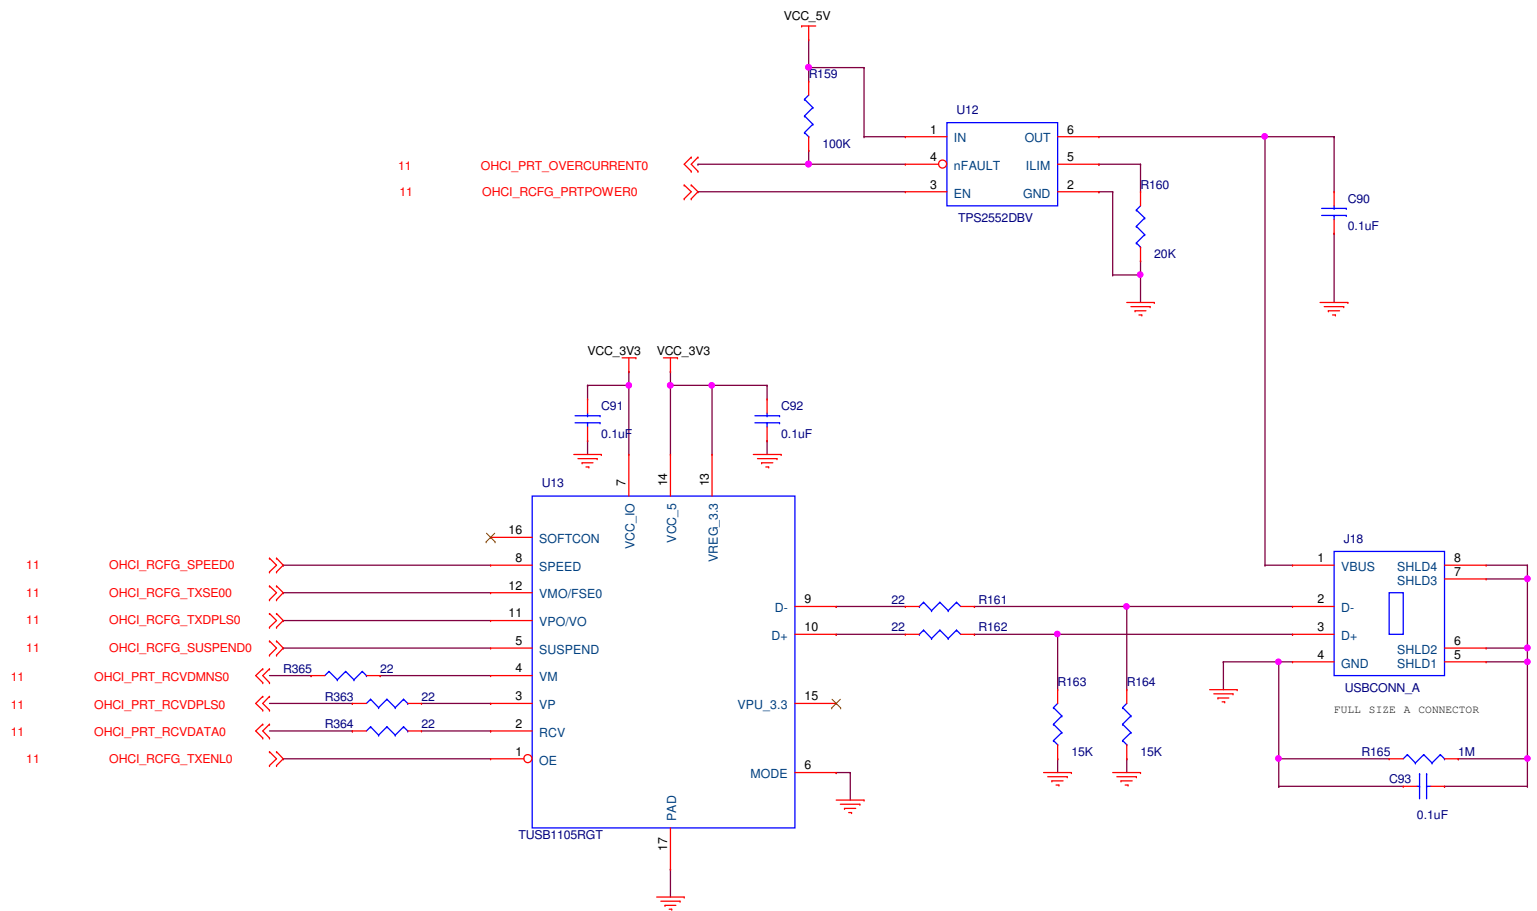 VCC_5V
R159
100K
U12
1 IN OUT 6
11 OHCI_PRT_OVERCURRENT0 4 nFAULT ILIM 5
11 OHCI_RCFG_PRTPOWER0 3 EN GND 2
TPS2552DBV
R160
20K
C90
0.1uF
VCC_3V3 VCC_3V3
C91 C92
0.1uF 0.1uF
U13
7 14 13
VCC_IO VCC_5 VREG_3.3
16 SOFTCON
11 OHCI_RCFG_SPEED0 8 SPEED
11 OHCI_RCFG_TXSE00 12 VMO/FSE0
11 OHCI_RCFG_TXDPLS0 11 VPO/VO
11 OHCI_RCFG_SUSPEND0 5 SUSPEND
11 OHCI_PRT_RCVDMNS0 R365 22 4 VM
11 OHCI_PRT_RCVDPLS0 R363 22 3 VP
11 OHCI_PRT_RCVDATA0 R364 22 2 RCV
11 OHCI_RCFG_TXENL0 1 OE
D- 9 22 R161
D+ 10 22 R162
VPU_3.3 15
MODE 6
PAD
17
TUSB1105RGT
R163 R164
15K 15K
J18
1 VBUS SHLD4 8
SHLD3 7
2 D-
3 D+
SHLD2 6
4 GND SHLD1 5
USBCONN_A
FULL SIZE A CONNECTOR
R165 1M
C93
0.1uF